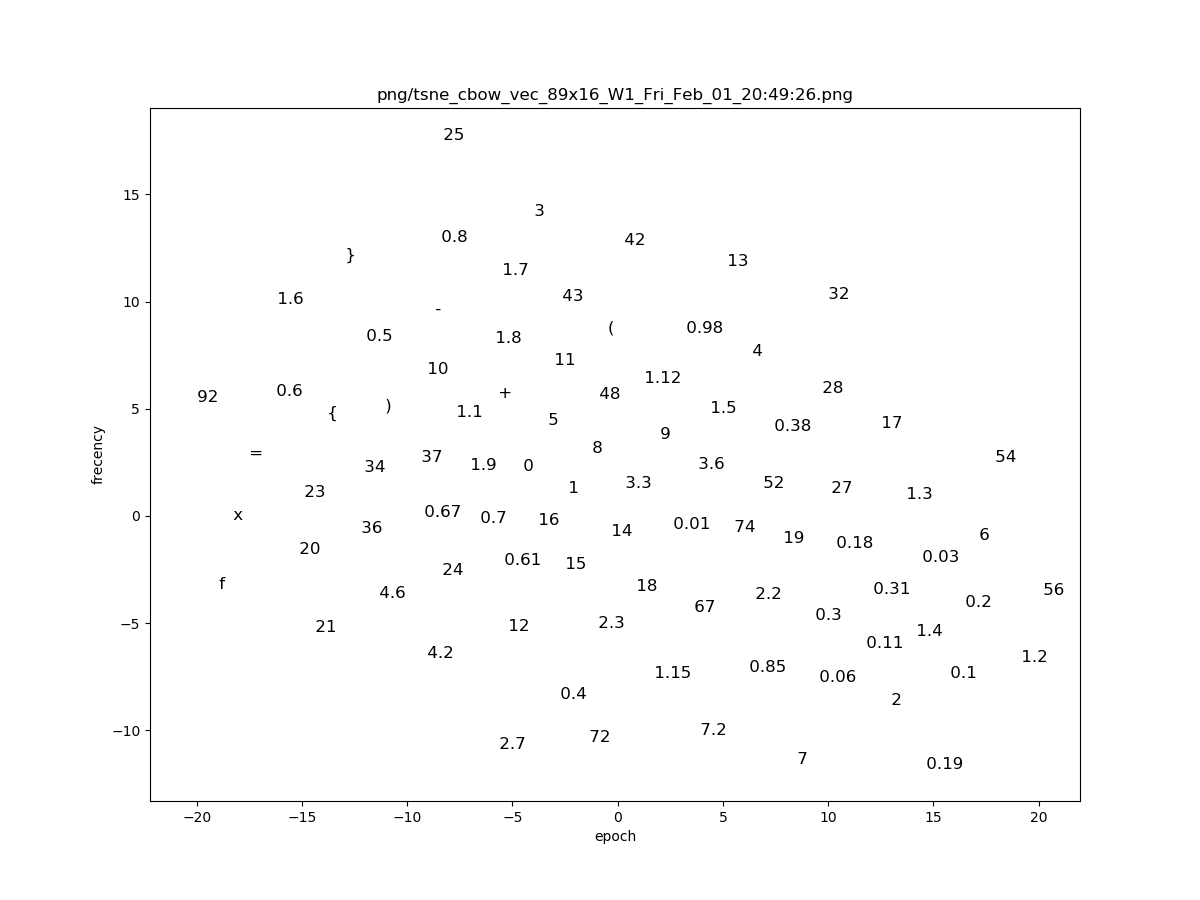 png/tsne_cbow_vec_89x16_W1_Fri_Feb_01_20:49:26.png
25
15
3
0.8 42
} 13
1.7
10 1.6 43 32
-
0.5 1.8 ( 0.98
11 4
10 1.12
92 0.6 + 48 28
5 { ) 1.1 1.5
5 0.38 17
= 8 9
37 54
34 1.9 0 3.6
23 1 3.3 52 27 1.3
0 x 0.67 0.7 16
36 14 0.01 74 6
20 19 0.18
24 0.61 15 0.03
f 18
4.6 67 2.2 0.31 0.2 56
−5 21 12 2.3 0.3 1.4
4.2 0.11 1.2
1.15 0.85 0.06 0.1
0.4 2
−10 2.7 72 7.2
7 0.19
−20 −15 −10 −5 0 5 10 15 20
epoch
frecency